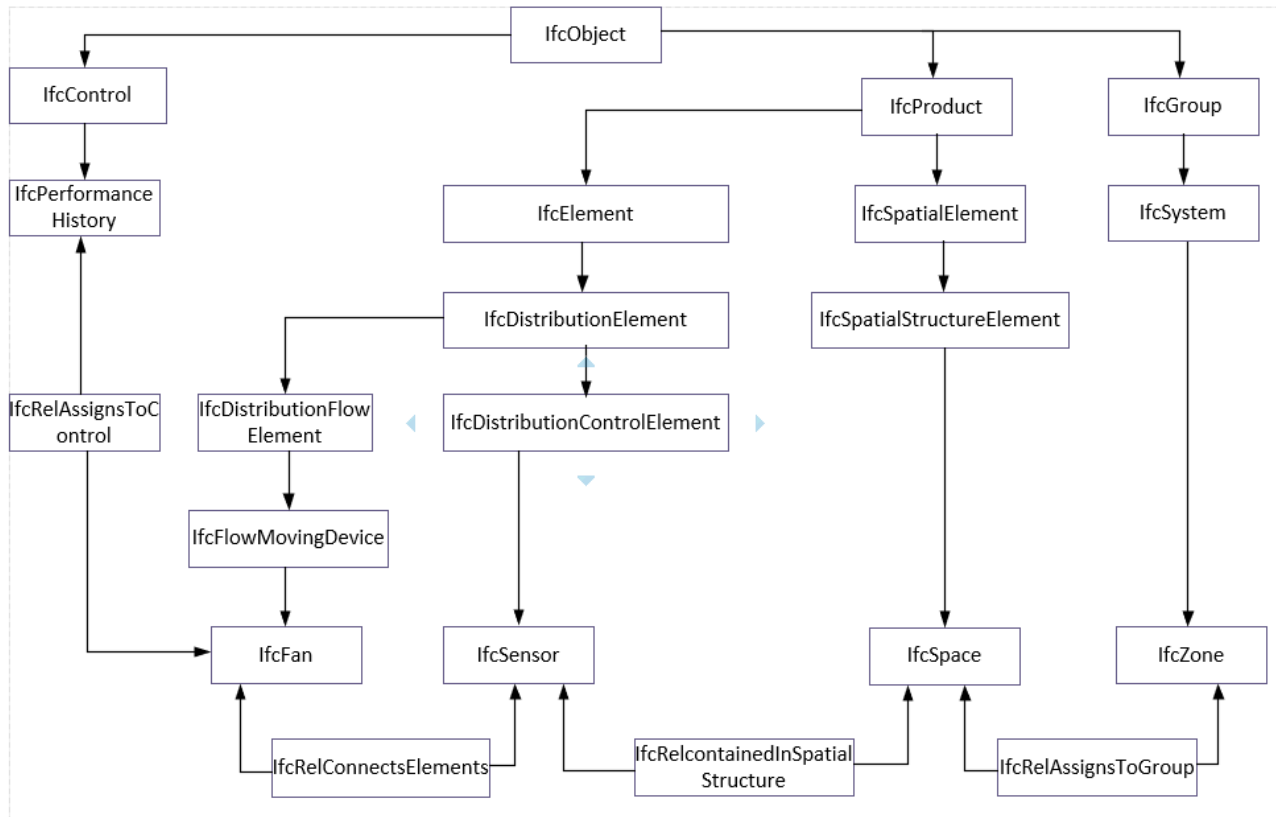 IfcObject
IfcControl
IfcProduct
IfcGroup
IfcPerformance
History
IfcElement
IfcSpatialElement
IfcSystem
IfcDistributionElement
IfcSpatialStructureElement
IfcRelAssignsToC
ontrol
IfcDistributionFlow
Element
IfcDistributionControlElement
IfcFlowMovingDevice
IfcFan
IfcSensor
IfcSpace
IfcZone
IfcRelConnectsElements
IfcRelcontainedInSpatial
Structure
IfcRelAssignsToGroup